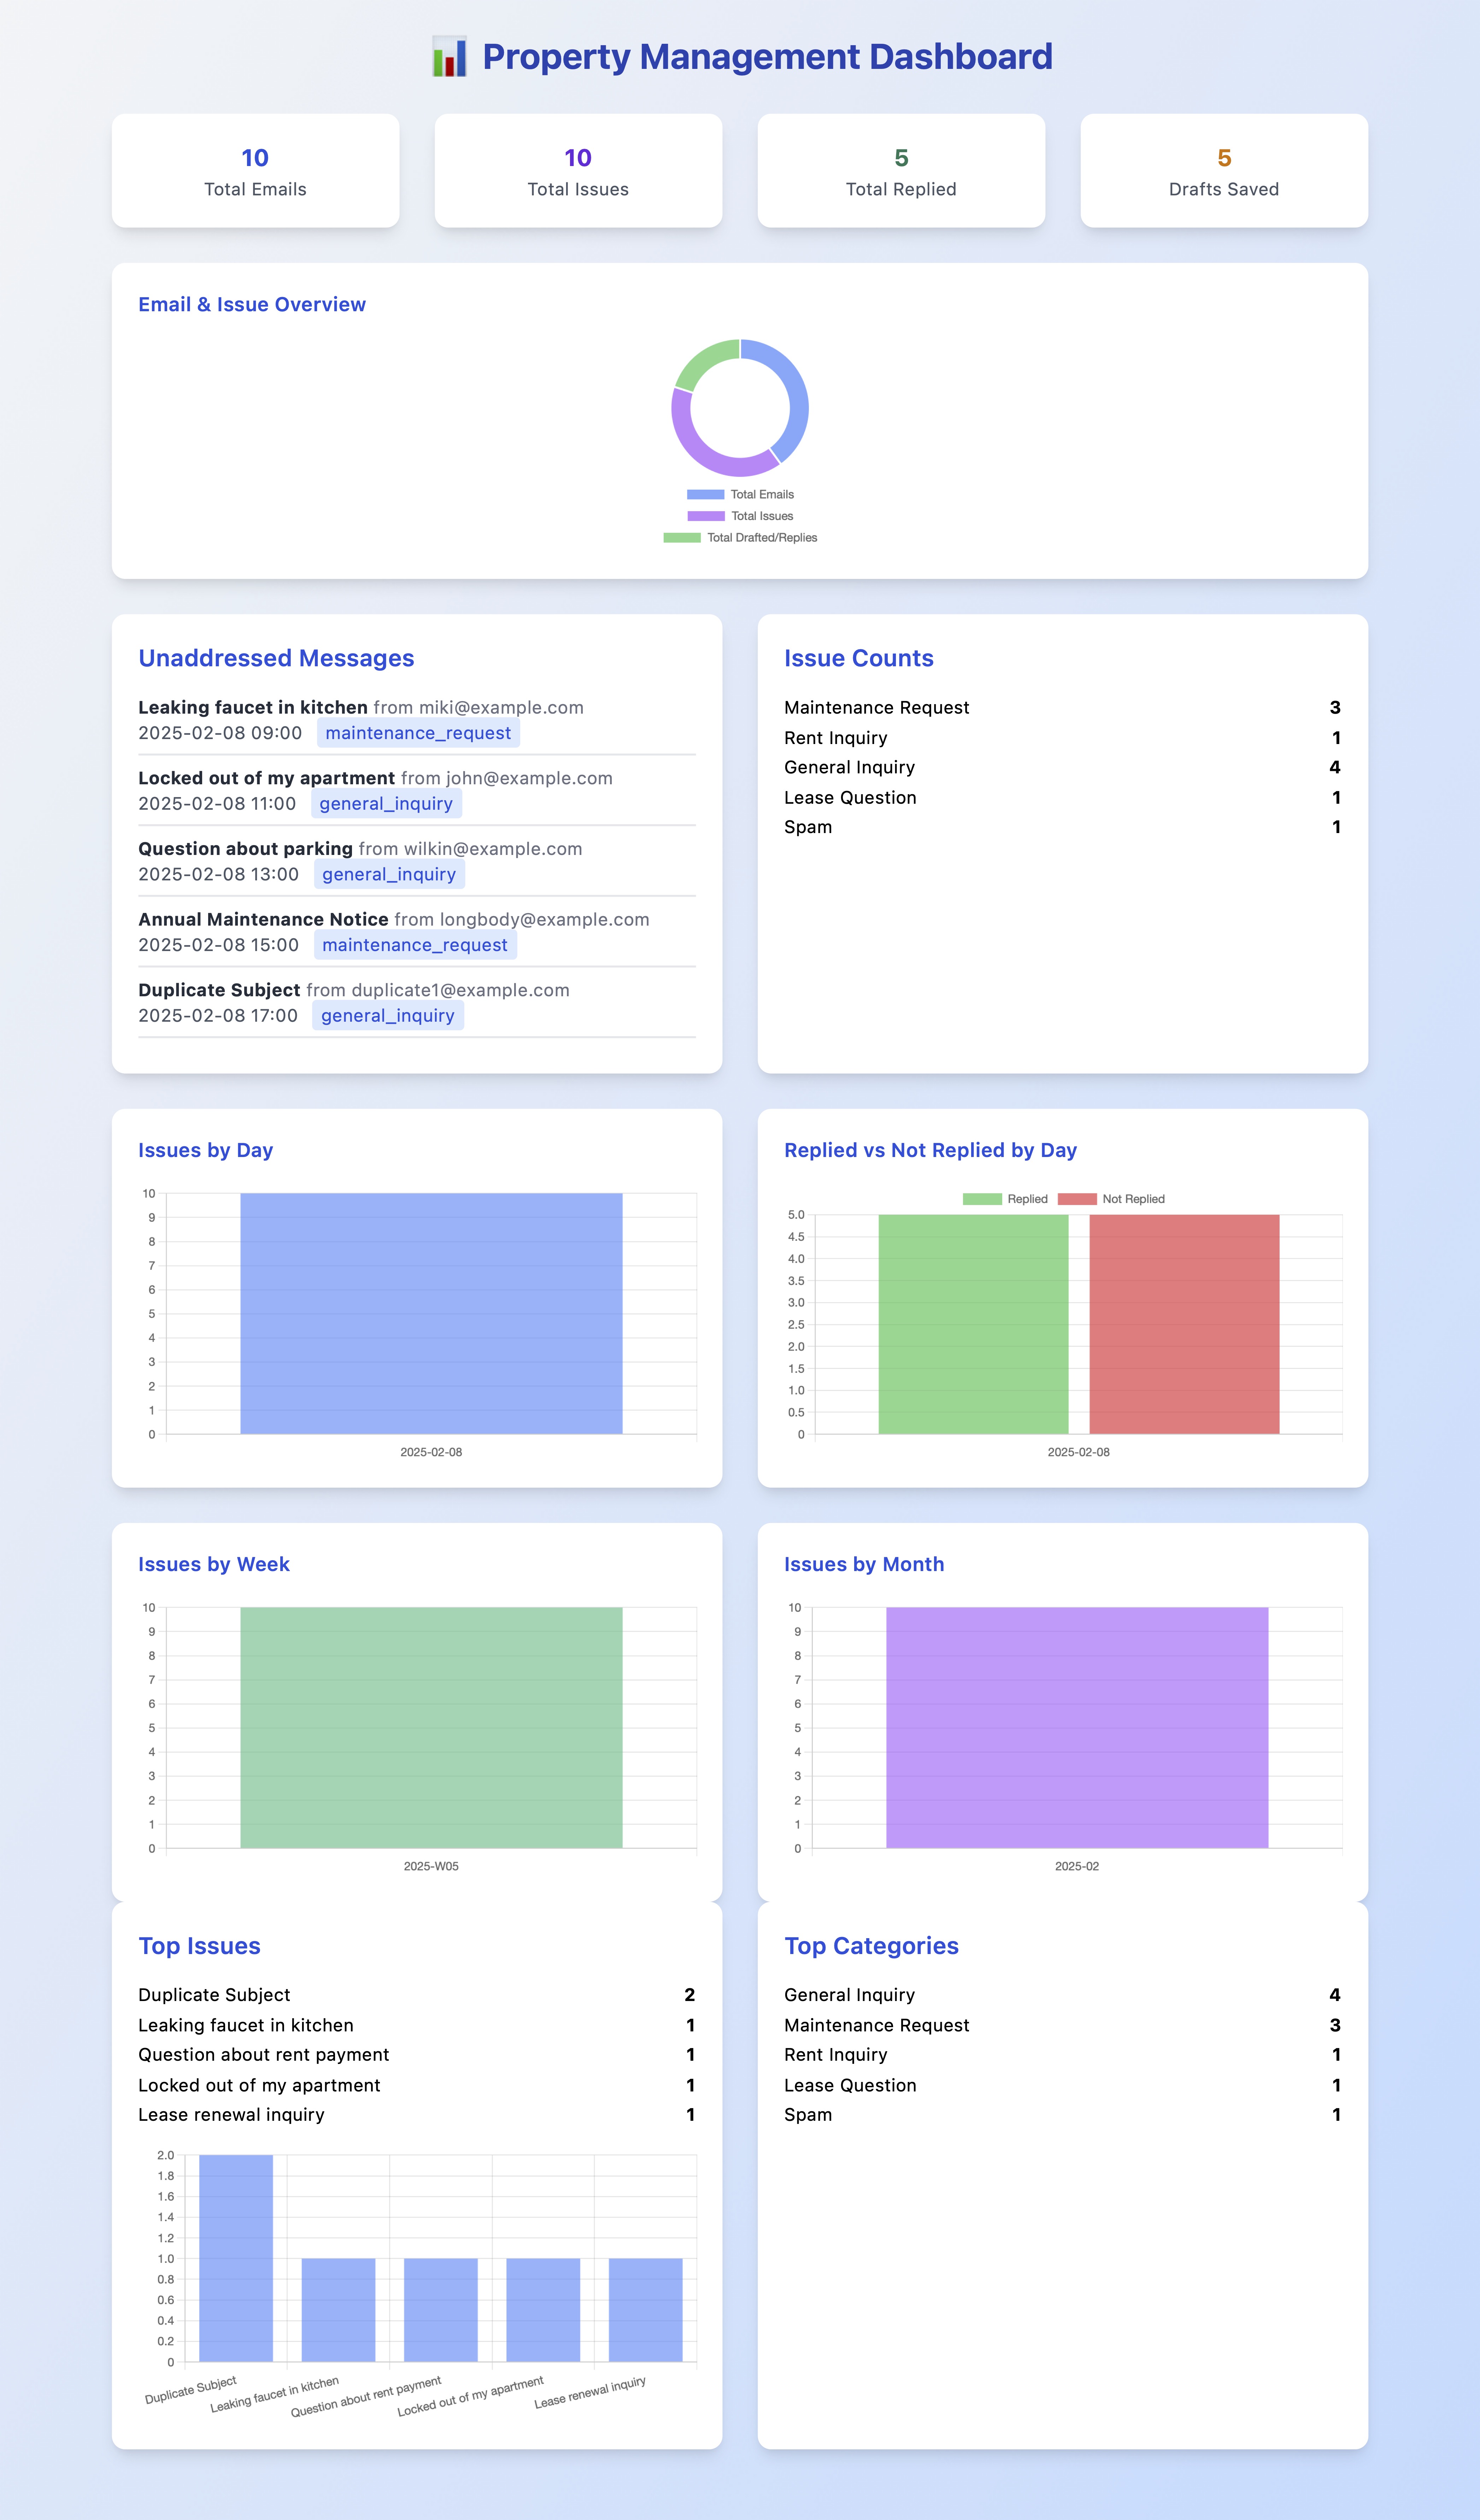 Property Management Dashboard
10
Total Emails
10
Total Issues
5
Total Replied
5
Drafts Saved
Email & Issue Overview
Total Emails
Total Issues
Total Drafted/Replies
Unaddressed Messages
Leaking faucet in kitchen from miki@example.com
2025-02-08 09:00 maintenance_request
Locked out of my apartment from john@example.com
2025-02-08 11:00 general_inquiry
Question about parking from wilkin@example.com
2025-02-08 13:00 general_inquiry
Annual Maintenance Notice from longbody@example.com
2025-02-08 15:00 maintenance_request
Duplicate Subject from duplicate1@example.com
2025-02-08 17:00 general_inquiry
Issue Counts
Maintenance Request 3
Rent Inquiry 1
General Inquiry 4
Lease Question 1
Spam 1
Issues by Day
10
9
8
7
6
5
4
3
2
1
0
2025-02-08
Replied vs Not Replied by Day
Replied Not Replied
5.0
4.5
4.0
3.5
3.0
2.5
2.0
1.5
1.0
0.5
0
2025-02-08
Issues by Week
10
9
8
7
6
5
4
3
2
1
0
2025-W05
Issues by Month
10
9
8
7
6
5
4
3
2
1
0
2025-02
Top Issues
Duplicate Subject 2
Leaking faucet in kitchen 1
Question about rent payment 1
Locked out of my apartment 1
Lease renewal inquiry 1
2.0
1.8
1.6
1.4
1.2
1.0
0.8
0.6
0.4
0.2
0
Duplicate Subject
Leaking faucet in kitchen
Question about rent payment
Locked out of my apartment
Lease renewal inquiry
Top Categories
General Inquiry 4
Maintenance Request 3
Rent Inquiry 1
Lease Question 1
Spam 1